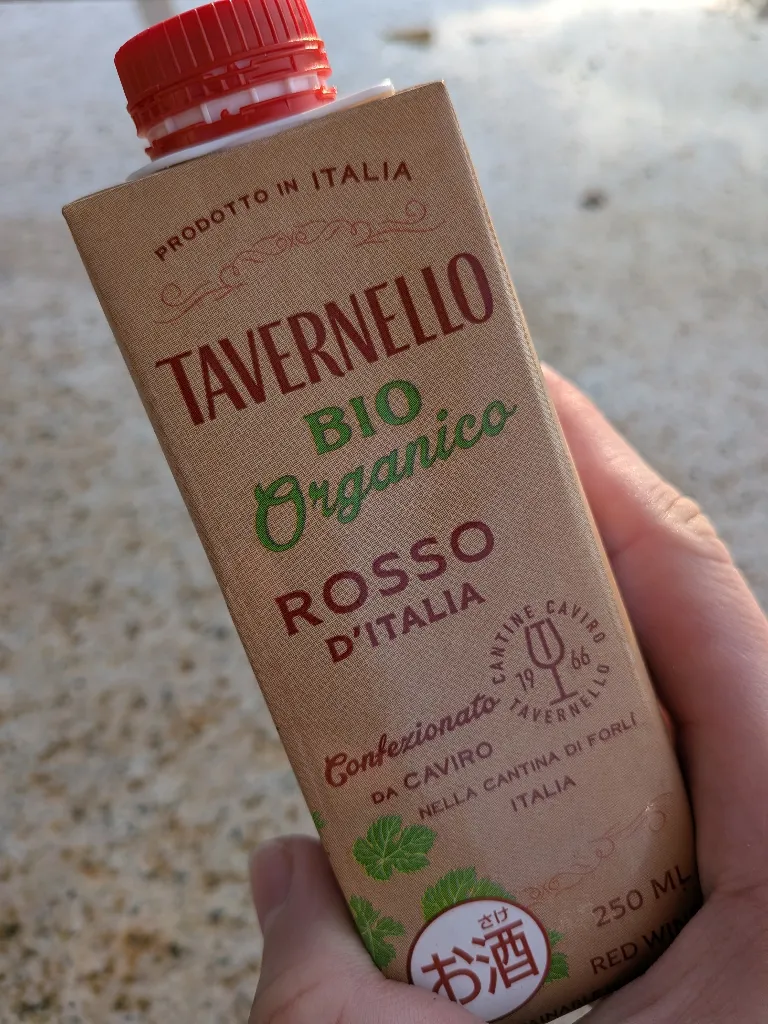 PRODOTTO IN ITALIA
TAVERNELLO
BIO
Organico
ROSSO
D'ITALIA
CANTINE CAVIRO
19 66
TAVERNELLO
Confezionato
DA CAVIRO
NELLA CANTINA DI FORLÌ
ITALIA
250 ML
RED WINE
さけ
お酒